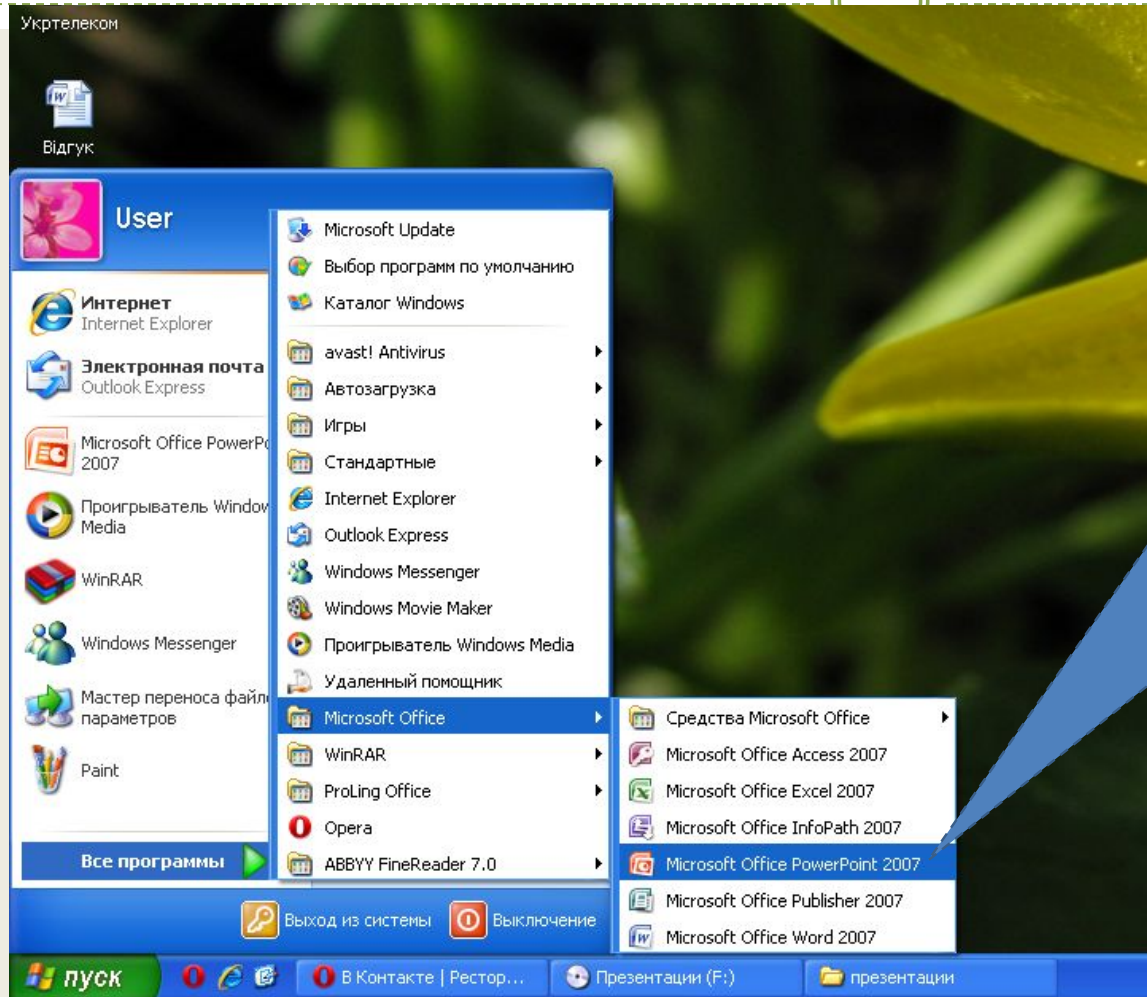 Укртелеком
Відгук
User
Интернет
Internet Explorer
Электронная почта
Outlook Express
Microsoft Office PowerPo
2007
Проигрыватель Window
Media
WinRAR
Windows Messenger
Мастер переноса файло
параметров
Paint
Все программы
Microsoft Update
Выбор программ по умолчанию
Каталог Windows
avast! Antivirus
Автозагрузка
Игры
Стандартные
Internet Explorer
Outlook Express
Windows Messenger
Windows Movie Maker
Проигрыватель Windows Media
Удаленный помощник
Microsoft Office
WinRAR
ProLing Office
Opera
ABBYY FineReader 7.0
Средства Microsoft Office
Microsoft Office Access 2007
Microsoft Office Excel 2007
Microsoft Office InfoPath 2007
Microsoft Office PowerPoint 2007
Microsoft Office Publisher 2007
Microsoft Office Word 2007
Выход из системы Выключение
пуск В Контакте | Рестор... Презентации (F:) презентации